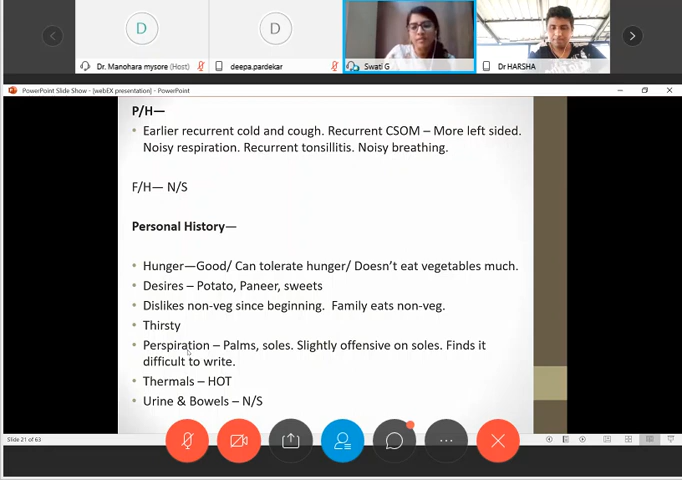 D
D
Dr. Manohara mysore (Host)
deepa.pardekar
Swati G
Dr HARSHA
PowerPoint Slide Show - [webEX presentation] - PowerPoint
P/H—
Earlier recurrent cold and cough. Recurrent CSOM – More left sided.
Noisy respiration. Recurrent tonsillitis. Noisy breathing.
F/H— N/S
Personal History—
Hunger—Good/ Can tolerate hunger/ Doesn't eat vegetables much.
Desires – Potato, Paneer, sweets
Dislikes non-veg since beginning. Family eats non-veg.
Thirsty
Perspiration – Palms, soles. Slightly offensive on soles. Finds it
difficult to write.
Thermals – HOT
Urine & Bowels – N/S
Slide 21 of 63